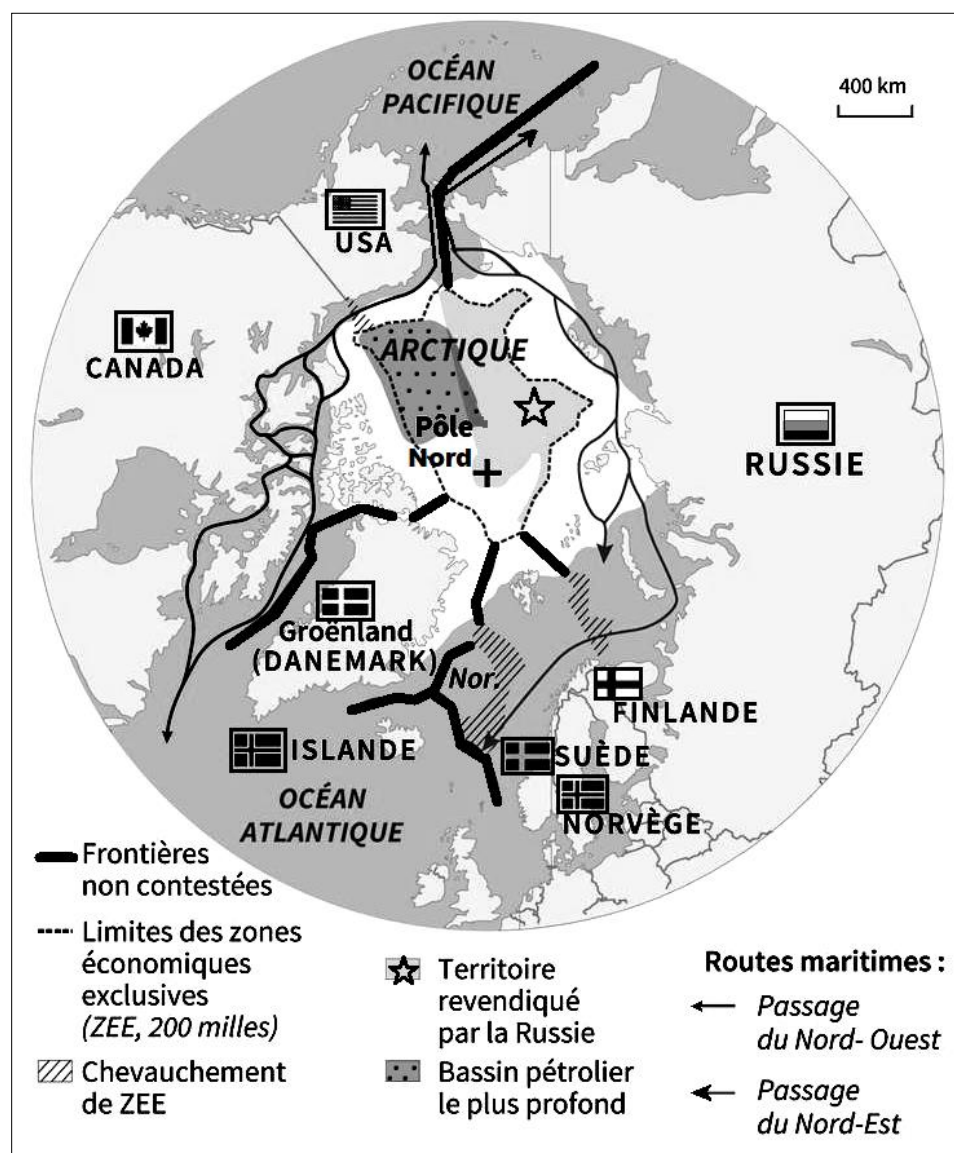 OCÉAN
PACIFIQUE
400 km
USA
CANADA
ARCTIQUE
Pôle
Nord
RUSSIE
Groënland
(DANEMARK)
Nor.
FINLANDE
ISLANDE
SUÈDE
OCÉAN
ATLANTIQUE
NORVÈGE
Frontières
non contestées
Limites des zones
économiques
exclusives
(ZEE, 200 milles)
Chevauchement
de ZEE
Territoire
revendiqué
par la Russie
Bassin pétrolier
le plus profond
Routes maritimes :
Passage
du Nord- Ouest
Passage
du Nord-Est